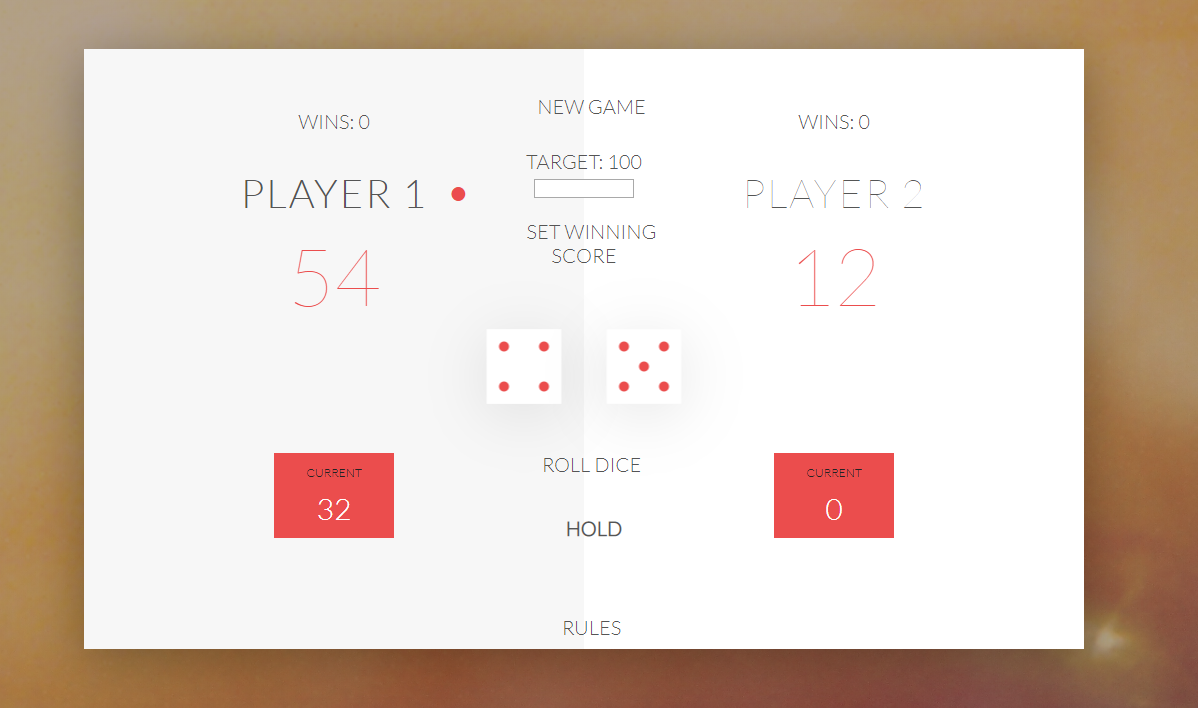 WINS: 0
PLAYER 1
54
CURRENT
32
NEW GAME
TARGET: 100
SET WINNING
SCORE
ROLL DICE
HOLD
RULES
WINS: 0
PLAYER 2
12
CURRENT
0